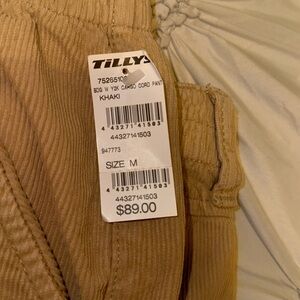 TILLYS
BDG W Y2K CARGO CORD PANT
KHAKI
4 43271 41503
44327141503
947773
SIZE M
4 43271 41503
44327141503
$89.00